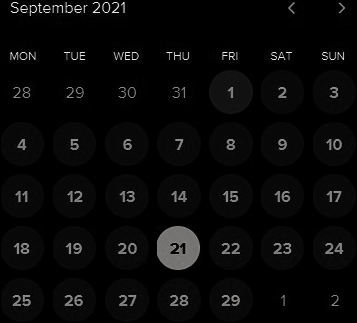 September 2021
MON TUE WED THU FRI SAT SUN
28 29 30 31 1 2 3
4 5 6 7 8 9 10
11 12 13 14 15 16 17
18 19 20 21 22 23 24
25 26 27 28 29 1 2